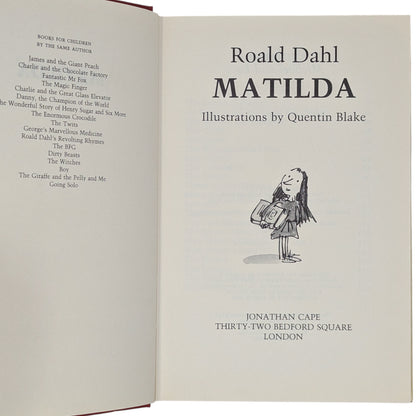 BOOKS FOR CHILDREN
BY THE SAME AUTHOR
James and the Giant Peach
Charlie and the Chocolate Factory
Fantastic Mr Fox
The Magic Finger
Charlie and the Great Glass Elevator
Danny, the Champion of the World
The Wonderful Story of Henry Sugar and Six More
The Enormous Crocodile
The Twits
George's Marvellous Medicine
Roald Dahl's Revolting Rhymes
The BFG
Dirty Beasts
The Witches
Boy
The Giraffe and the Pelly and Me
Going Solo
Roald Dahl
MATILDA
Illustrations by Quentin Blake
JONATHAN CAPE
THIRTY-TWO BEDFORD SQUARE
LONDON